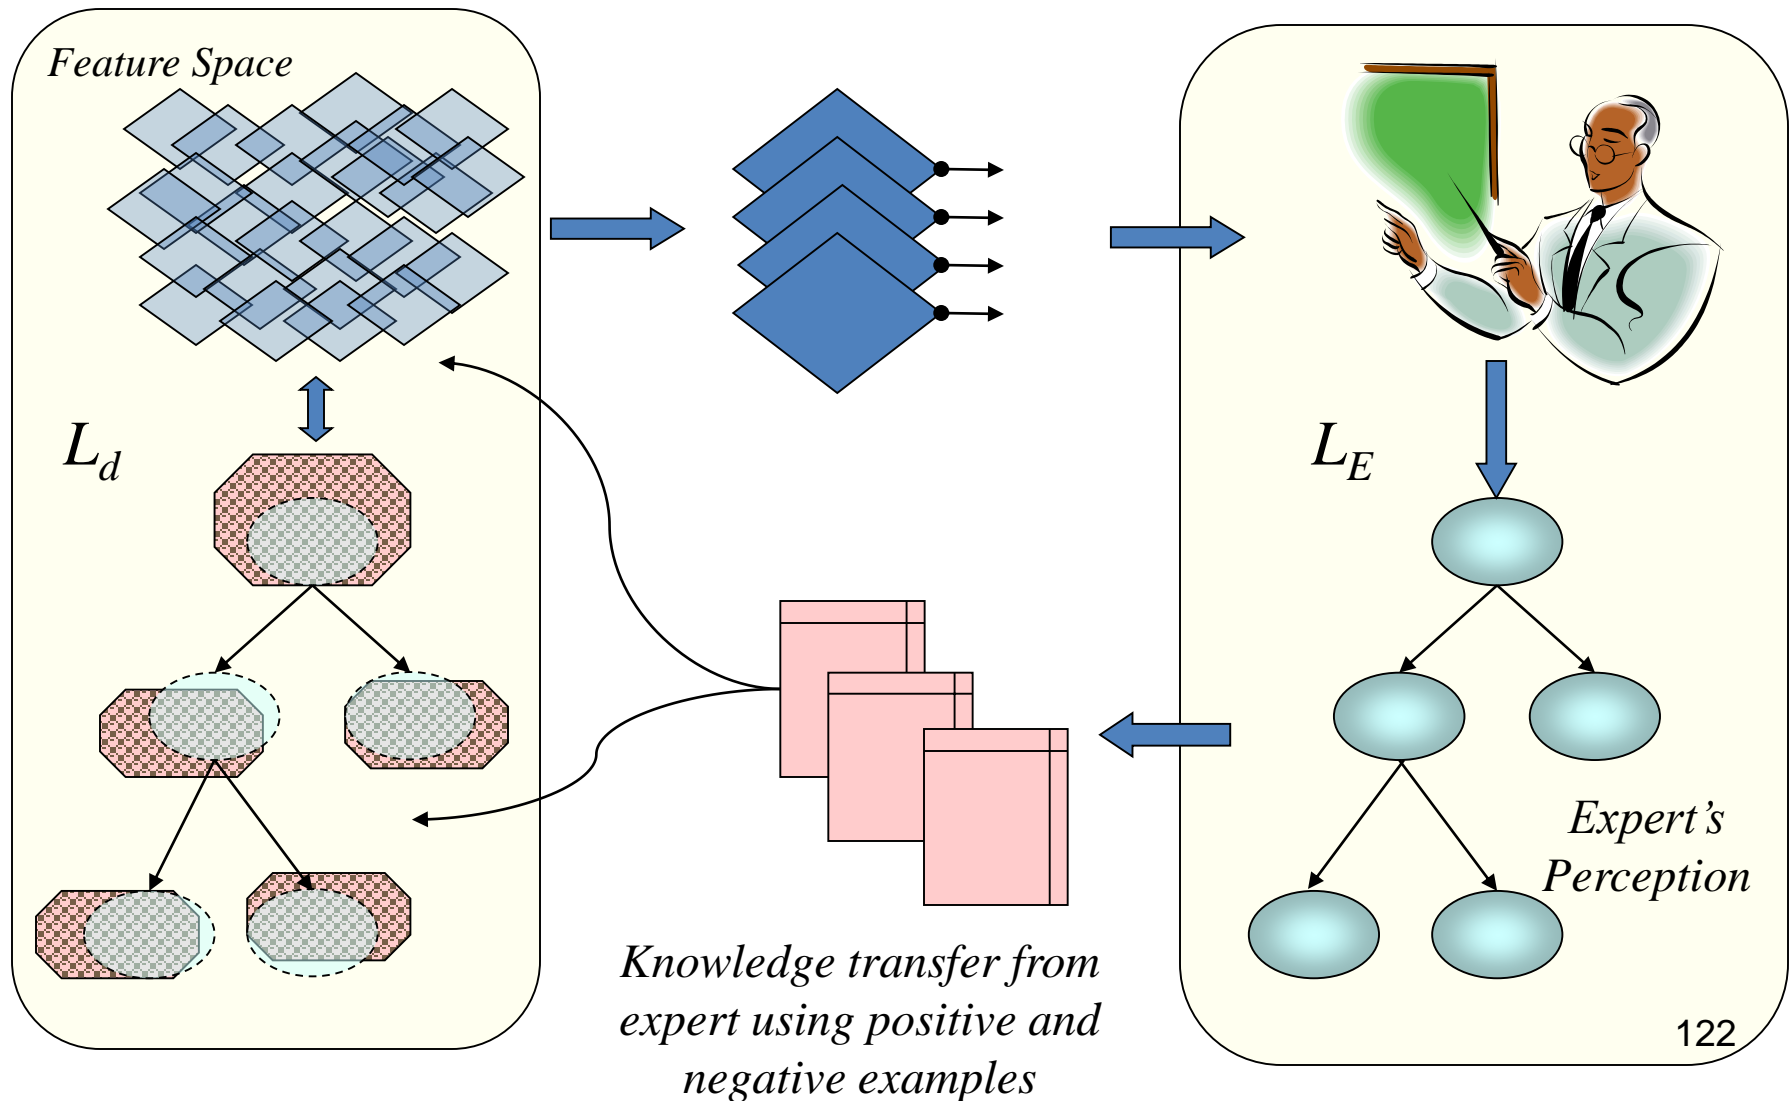 Feature Space
L_d
L_E
Expert’s
Perception
Knowledge transfer from
expert using positive and
negative examples
122